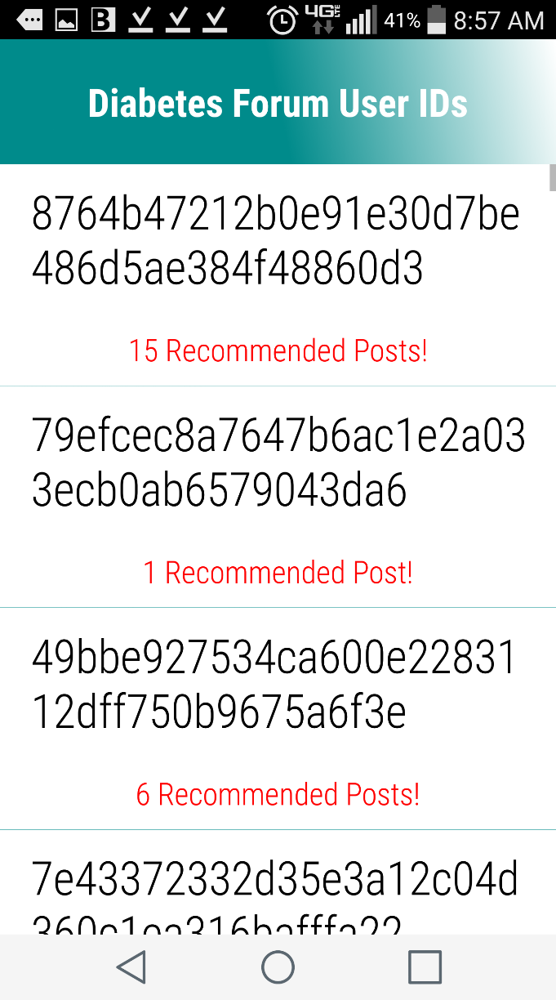 B 4G LTE 41% 8:57 AM
Diabetes Forum User IDs
8764b47212b0e91e30d7be
486d5ae384f48860d3
15 Recommended Posts!
79efcec8a7647b6ac1e2a03
3ecb0ab6579043da6
1 Recommended Post!
49bbe927534ca600e22831
12dff750b9675a6f3e
6 Recommended Posts!
7e43372332d35e3a12c04d